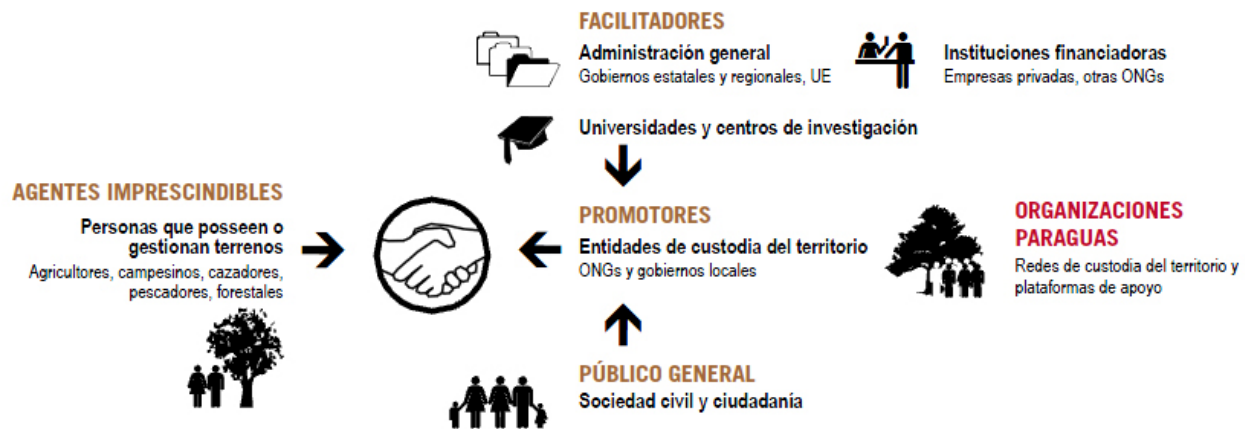 FACILITADORES
Administración general
Gobiernos estatales y regionales, UE
Instituciones financiadoras
Empresas privadas, otras ONGs
Universidades y centros de investigación
AGENTES IMPRESCINDIBLES
Personas que posseen o
gestionan terrenos
Agricultores, campesinos, cazadores,
pescadores, forestales
PROMOTORES
Entidades de custodia del territorio
ONGs y gobiernos locales
ORGANIZACIONES
PARAGUAS
Redes de custodia del territorio y
plataformas de apoyo
PÚBLICO GENERAL
Sociedad civil y ciudadanía